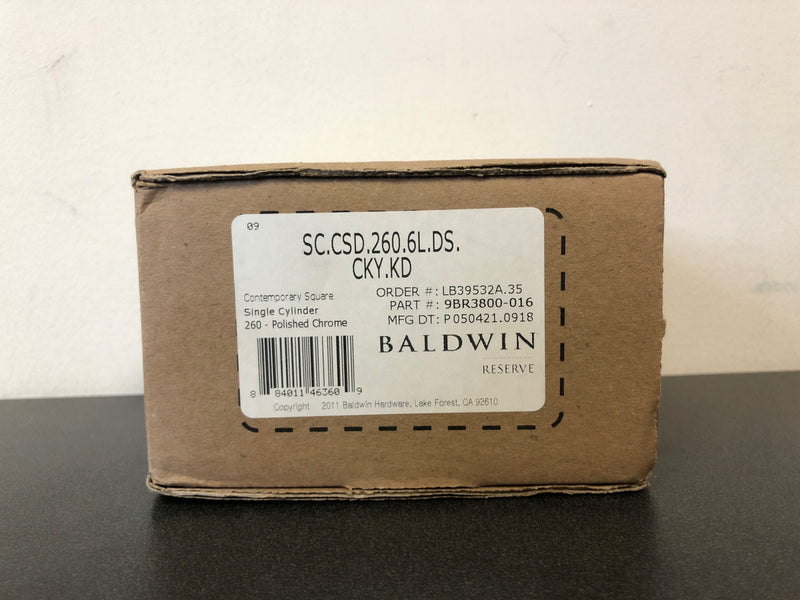 09
SC.CSD.260.6L.DS.
CKY.KD
Contemporary Square
Single Cylinder
260 - Polished Chrome
ORDER #: LB39532A.35
PART #: 9BR3800-016
MFG DT: P050421.0918
BALDWIN
RESERVE
8 84011 46360 9
Copyright 2011 Baldwin Hardware, Lake Forest, CA 92610